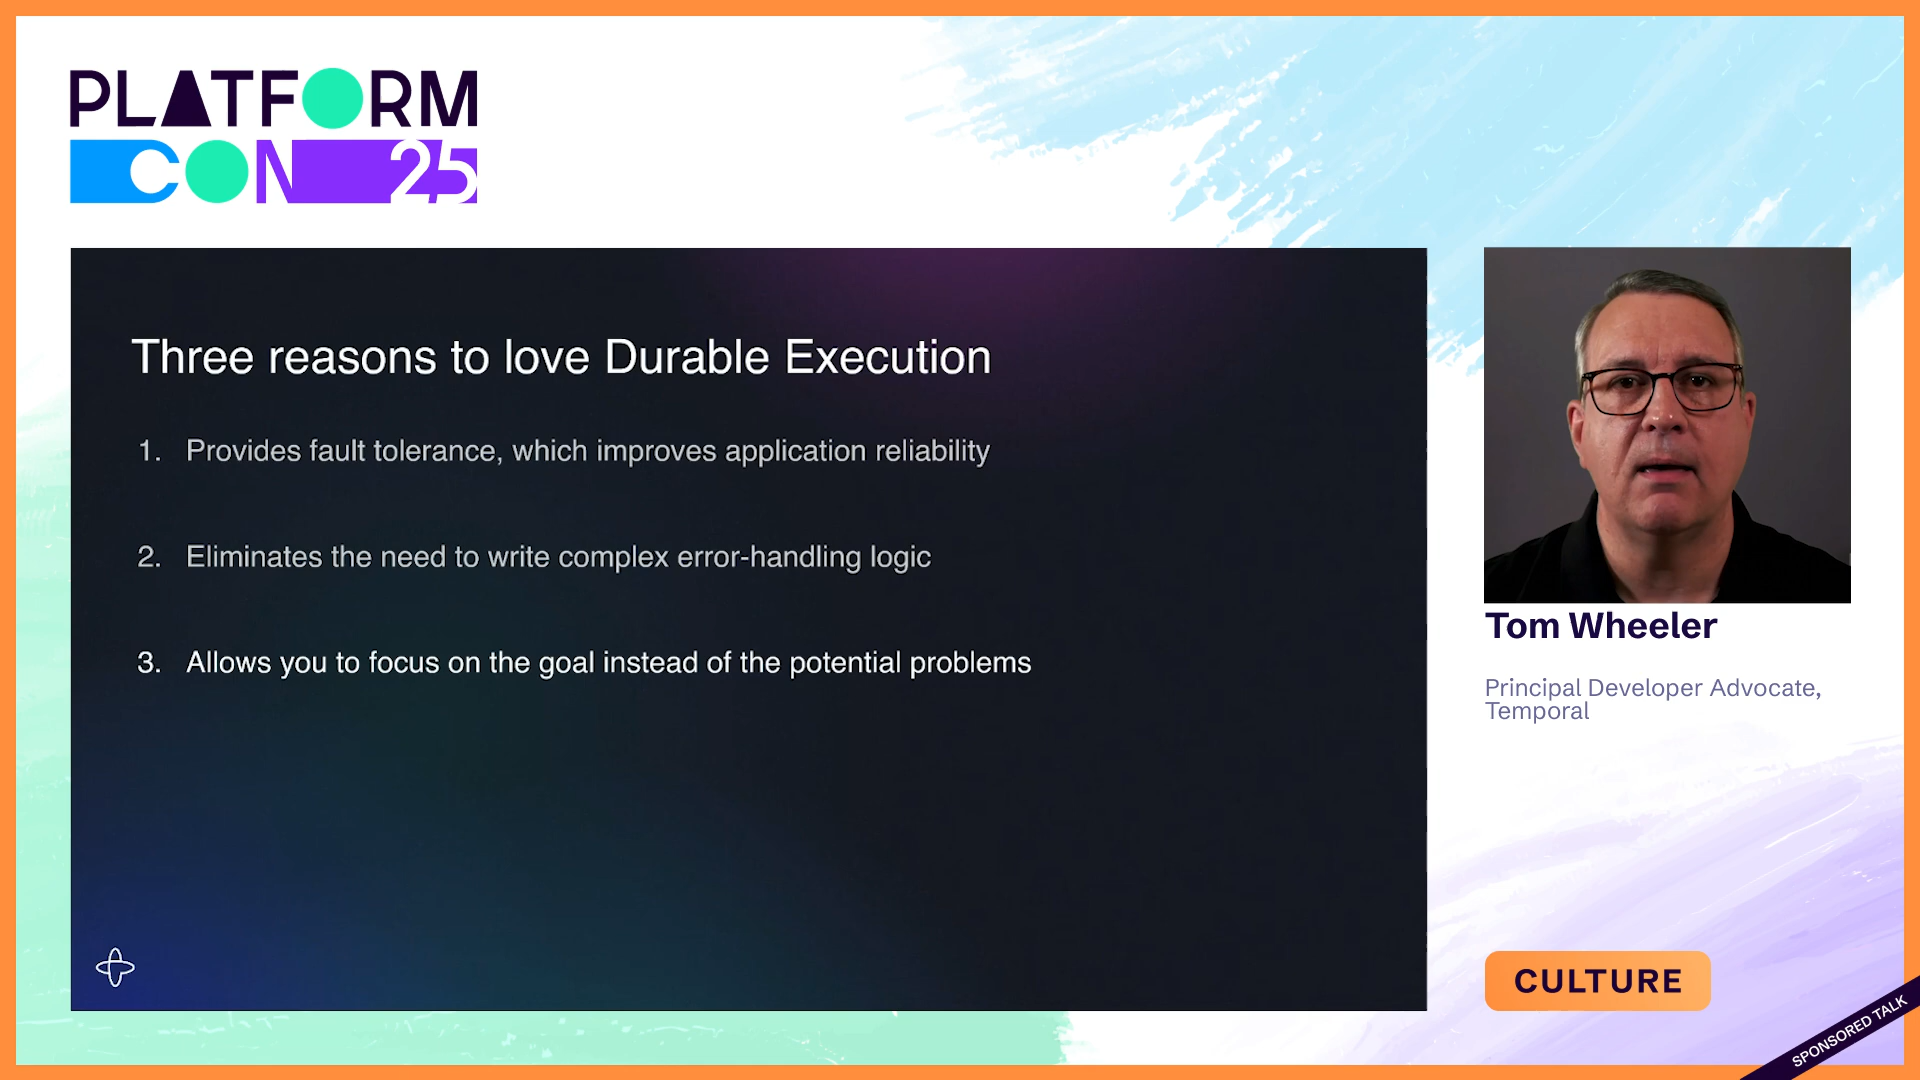 PLATFORM
CON 25
Three reasons to love Durable Execution
1. Provides fault tolerance, which improves application reliability
2. Eliminates the need to write complex error-handling logic
3. Allows you to focus on the goal instead of the potential problems
Tom Wheeler
Principal Developer Advocate,
Temporal
CULTURE
SPONSORED TALK